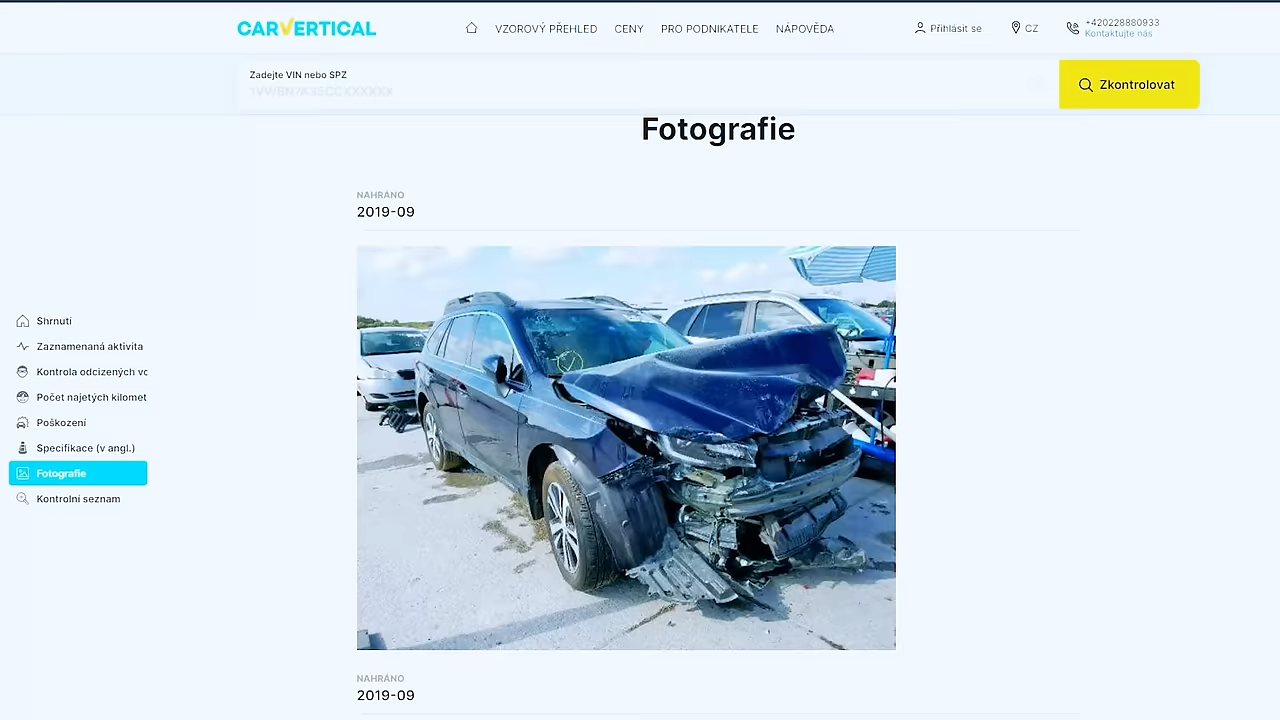 CARVERTICAL
VZOROVÝ PŘEHLED
CENY
PRO PODNIKATELE
NÁPOVĚDA
Přihlásit se
CZ
+420228880933
Kontaktujte nás
Zadejte VIN nebo SPZ
Zkontrolovat
Fotografie
NAHRÁNO
2019-09
Shrnutí
Zaznamenaná aktivita
Kontrola odcizených vo
Počet najetých kilomet
Poškození
Specifikace (v angl.)
Fotografie
Kontrolní seznam
NAHRÁNO
2019-09